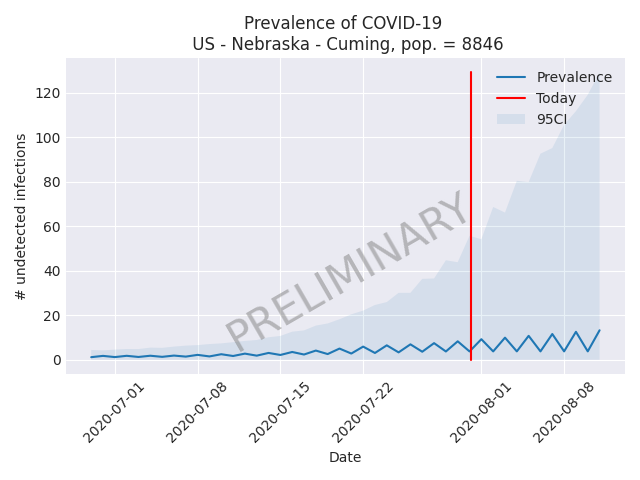 Prevalence of COVID-19
US - Nebraska - Cuming, pop. = 8846
# undetected infections
120
100
80
60
40
20
0
Prevalence
Today
95CI
PRELIMINARY
2020-07-01
2020-07-08
2020-07-15
2020-07-22
2020-08-01
2020-08-08
Date